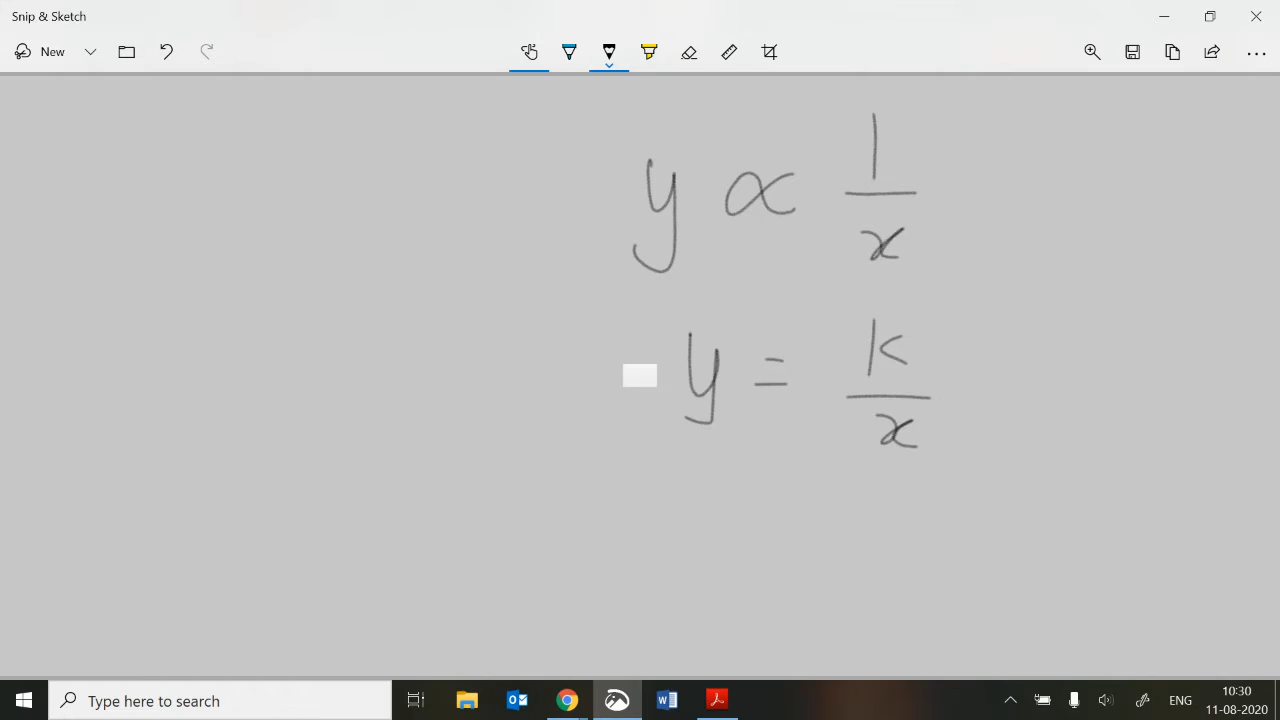 Snip & Sketch
New
y ∝ 1/x
y = k/x
Type here to search
ENG
10:30
11-08-2020